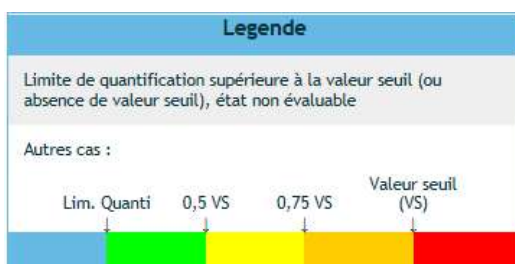 Legende
Limite de quantification supérieure à la valeur seuil (ou
absence de valeur seuil), état non évaluable
Autres cas :
Valeur seuil
Lim. Quanti 0,5 VS 0,75 VS (VS)